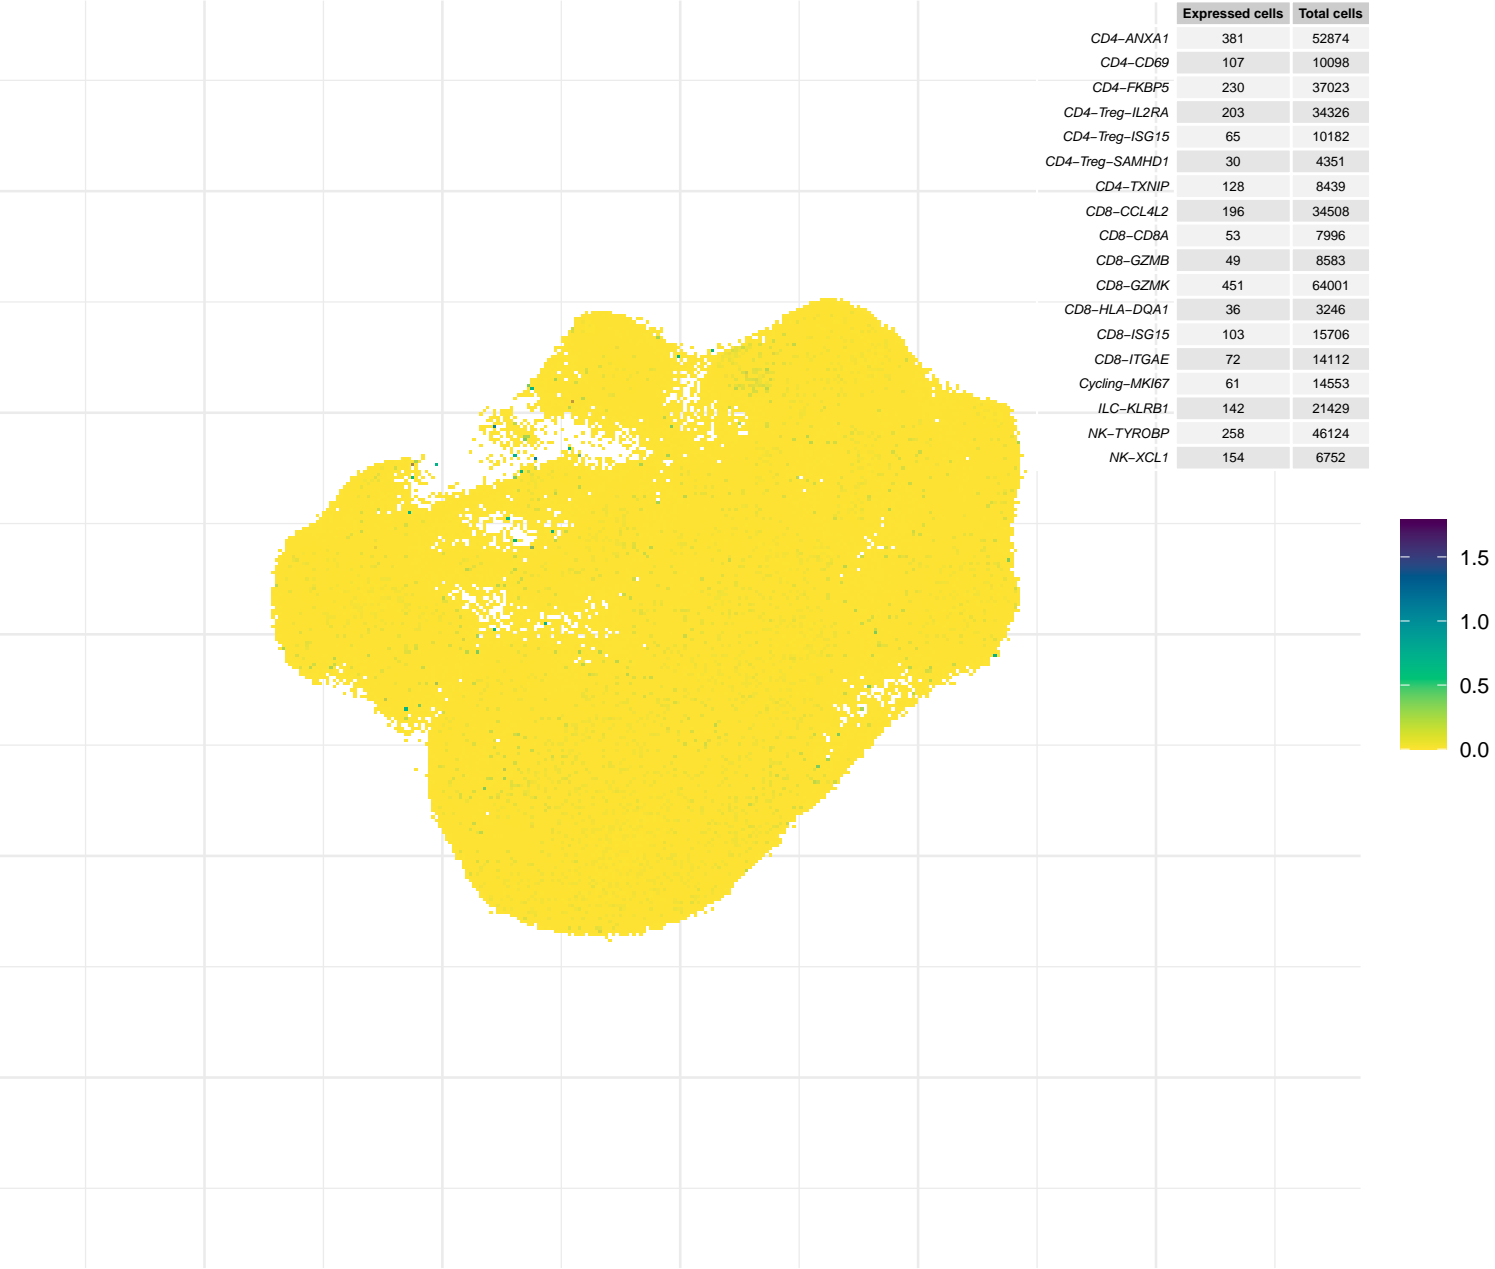 Expressed cells Total cells
CD4−ANXA1 381 52874
CD4−CD69 107 10098
CD4−FKBP5 230 37023
CD4−Treg−IL2RA 203 34326
CD4−Treg−ISG15 65 10182
CD4−Treg−SAMHD1 30 4351
CD4−TXNIP 128 8439
CD8−CCL4L2 196 34508
CD8−CD8A 53 7996
CD8−GZMB 49 8583
CD8−GZMK 451 64001
CD8−HLA−DQA1 36 3246
CD8−ISG15 103 15706
CD8−ITGAE 72 14112
Cycling−MKI67 61 14553
ILC−KLRB1 142 21429
NK−TYROBP 258 46124
NK−XCL1 154 6752
1.5
1.0
0.5
0.0